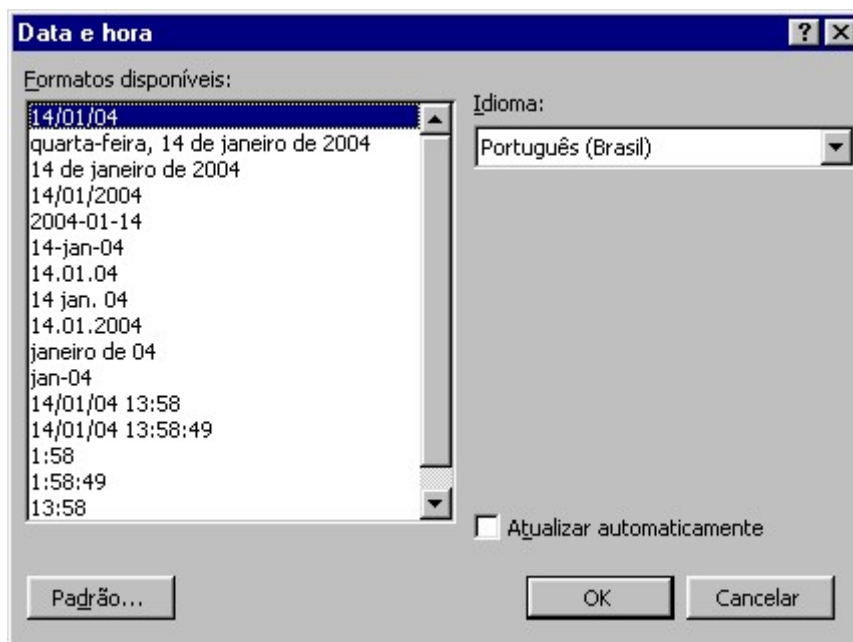 Data e hora
Formatos disponíveis:
14/01/04
quarta-feira, 14 de janeiro de 2004
14 de janeiro de 2004
14/01/2004
2004-01-14
14-jan-04
14.01.04
14 jan. 04
14.01.2004
janeiro de 04
jan-04
14/01/04 13:58
14/01/04 13:58:49
1:58
1:58:49
13:58
Idioma:
Português (Brasil)
Atualizar automaticamente
Padrão...
OK
Cancelar